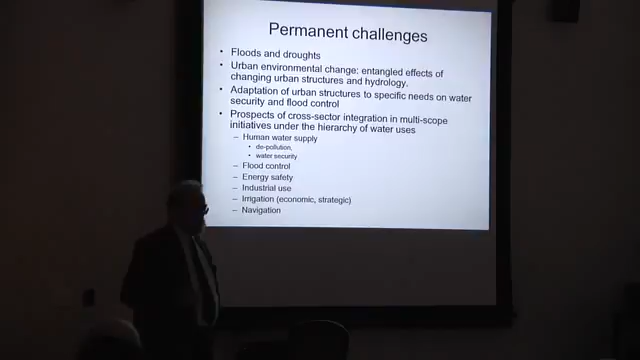 Permanent challenges
• Floods and droughts
• Urban environmental change: entangled effects of
changing urban structures and hydrology.
• Adaptation of urban structures to specific needs on water
security and flood control
• Prospects of cross-sector integration in multi-scope
initiatives under the hierarchy of water uses
– Human water supply
• de-pollution,
• water security
– Flood control
– Energy safety
– Industrial use
– Irrigation (economic, strategic)
– Navigation